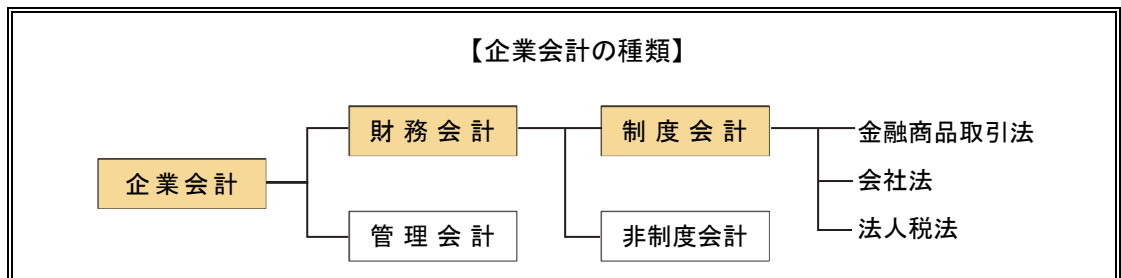 【企業会計の種類】
財務会計
制度会計
金融商品取引法
企業会計
会社法
管理会計
非制度会計
法人税法